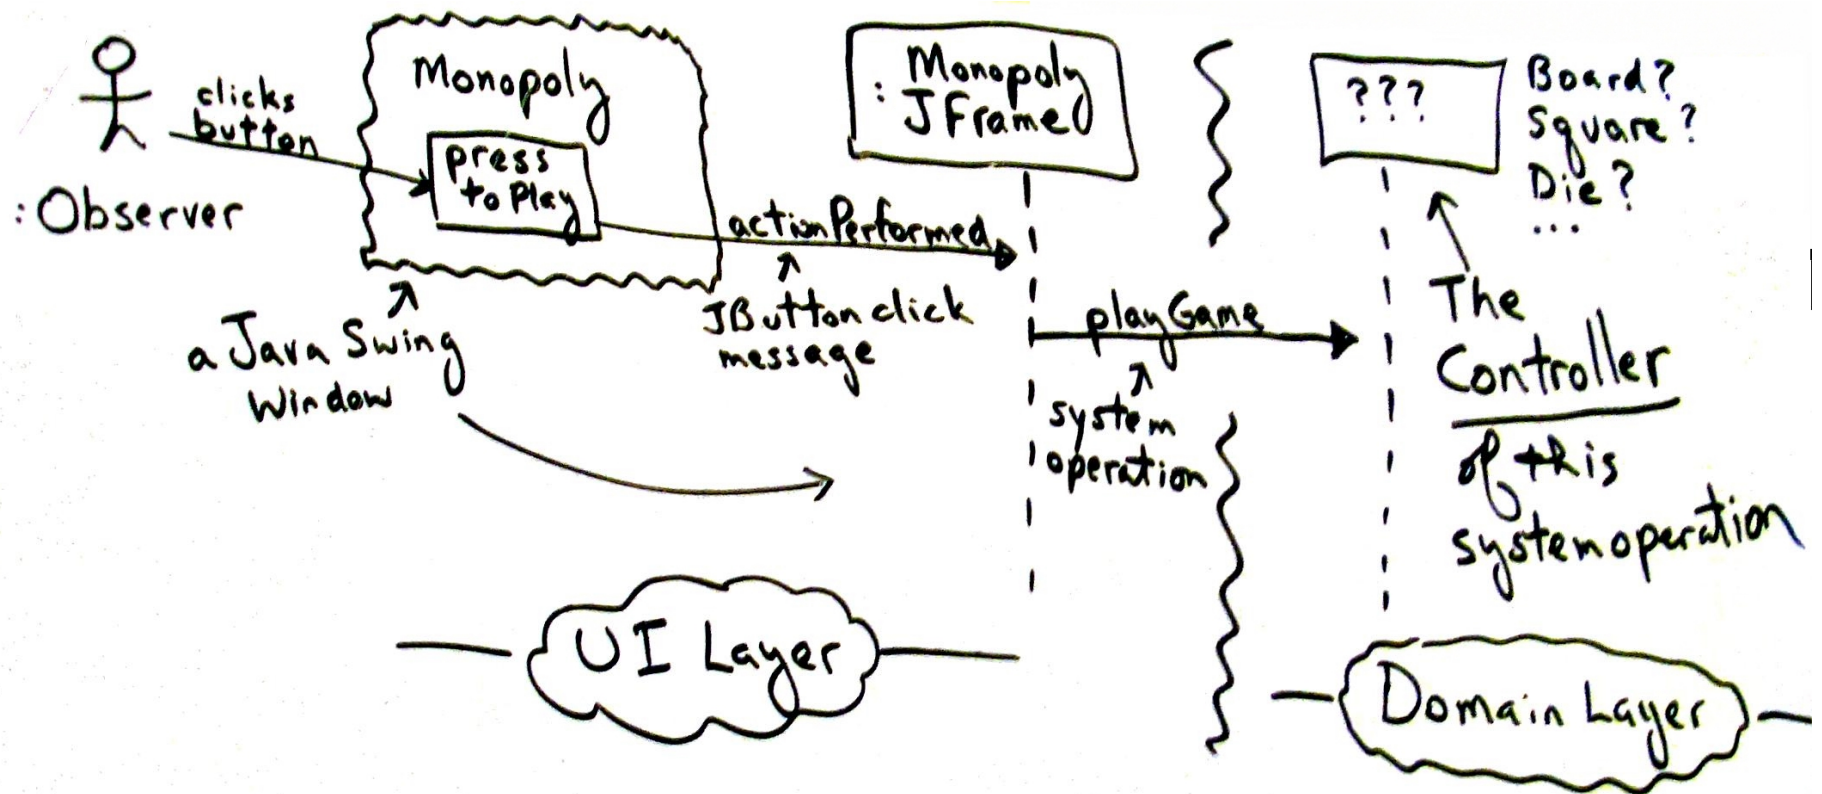 clicks
button
: Observer
Monopoly
press
to Play
a Java Swing
Window
actionPerformed
JButton click
message
: Monopoly
JFrame
playGame
system
operation
???
Board?
Square?
Die?
...
The
Controller
of this
system operation
UI Layer
Domain Layer